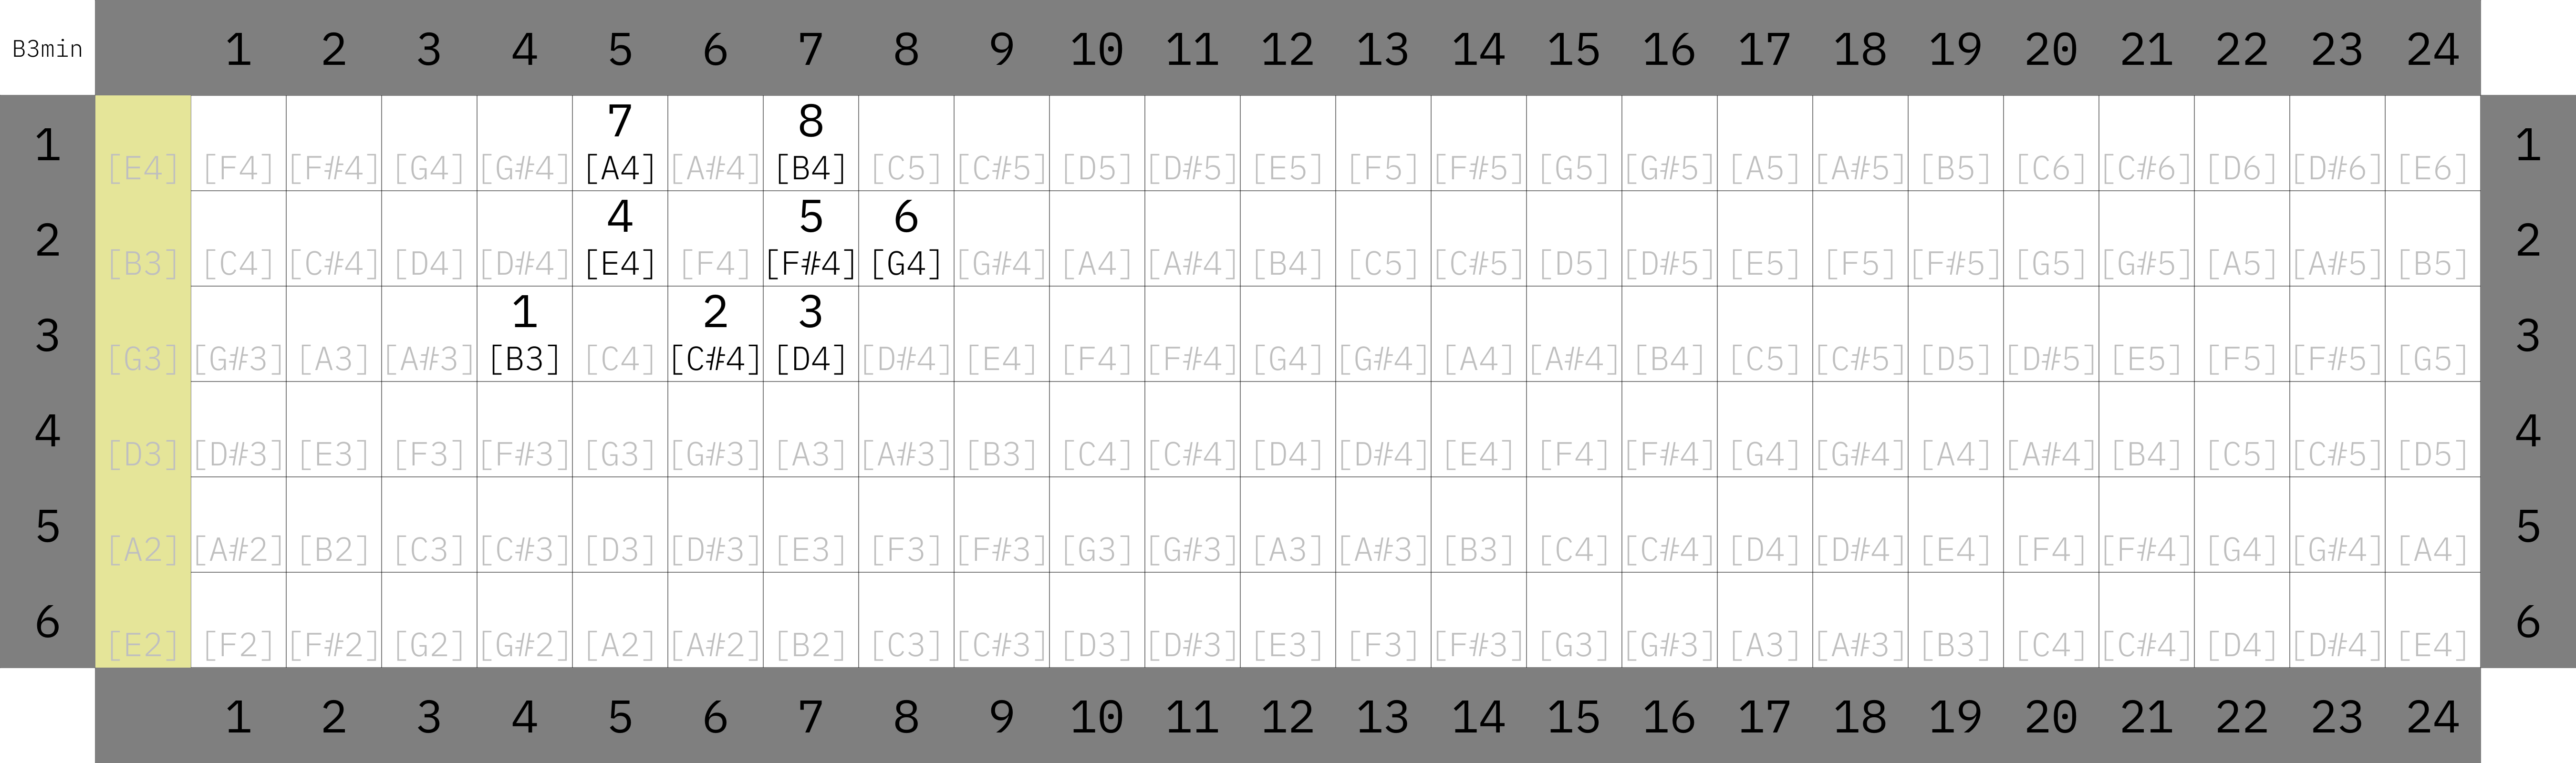 B3min 1 2 3 4 5 6 7 8 9 10 11 12 13 14 15 16 17 18 19 20 21 22 23 24
7 8
1 [E4] [F4] [F#4] [G4] [G#4] [A4] [A#4] [B4] [C5] [C#5] [D5] [D#5] [E5] [F5] [F#5] [G5] [G#5] [A5] [A#5] [B5] [C6] [C#6] [D6] [D#6] [E6] 1
4 5 6
2 [B3] [C4] [C#4] [D4] [D#4] [E4] [F4] [F#4] [G4] [G#4] [A4] [A#4] [B4] [C5] [C#5] [D5] [D#5] [E5] [F5] [F#5] [G5] [G#5] [A5] [A#5] [B5] 2
1 2 3
3 [G3] [G#3] [A3] [A#3] [B3] [C4] [C#4] [D4] [D#4] [E4] [F4] [F#4] [G4] [G#4] [A4] [A#4] [B4] [C5] [C#5] [D5] [D#5] [E5] [F5] [F#5] [G5] 3
4 [D3] [D#3] [E3] [F3] [F#3] [G3] [G#3] [A3] [A#3] [B3] [C4] [C#4] [D4] [D#4] [E4] [F4] [F#4] [G4] [G#4] [A4] [A#4] [B4] [C5] [C#5] [D5] 4
5 [A2] [A#2] [B2] [C3] [C#3] [D3] [D#3] [E3] [F3] [F#3] [G3] [G#3] [A3] [A#3] [B3] [C4] [C#4] [D4] [D#4] [E4] [F4] [F#4] [G4] [G#4] [A4] 5
6 [E2] [F2] [F#2] [G2] [G#2] [A2] [A#2] [B2] [C3] [C#3] [D3] [D#3] [E3] [F3] [F#3] [G3] [G#3] [A3] [A#3] [B3] [C4] [C#4] [D4] [D#4] [E4] 6
1 2 3 4 5 6 7 8 9 10 11 12 13 14 15 16 17 18 19 20 21 22 23 24